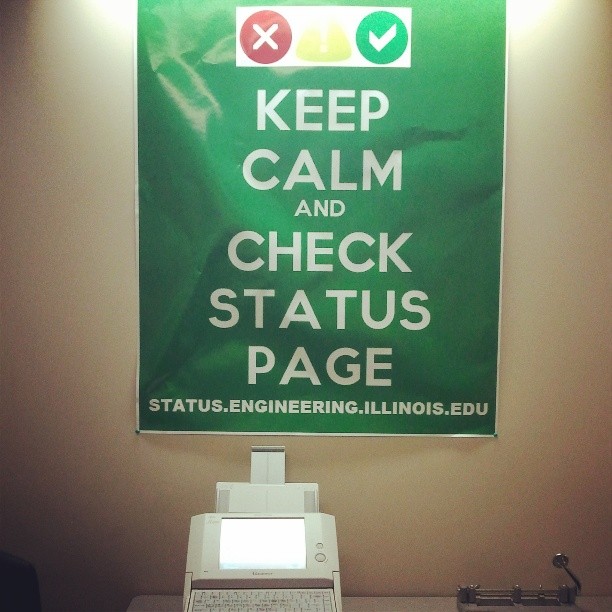 KEEP
CALM
AND
CHECK
STATUS
PAGE
STATUS.ENGINEERING.ILLINOIS.EDU